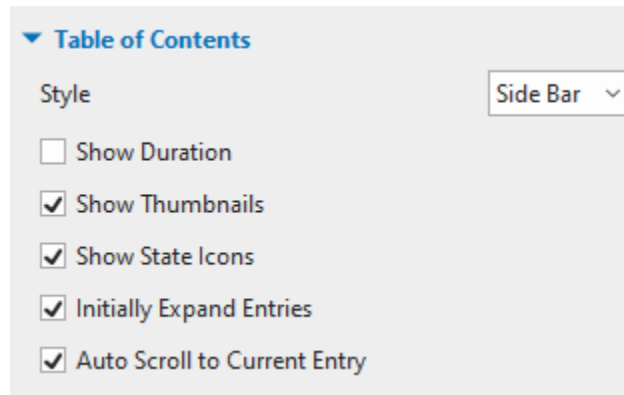 Table of Contents
Style Side Bar
Show Duration
Show Thumbnails
Show State Icons
Initially Expand Entries
Auto Scroll to Current Entry